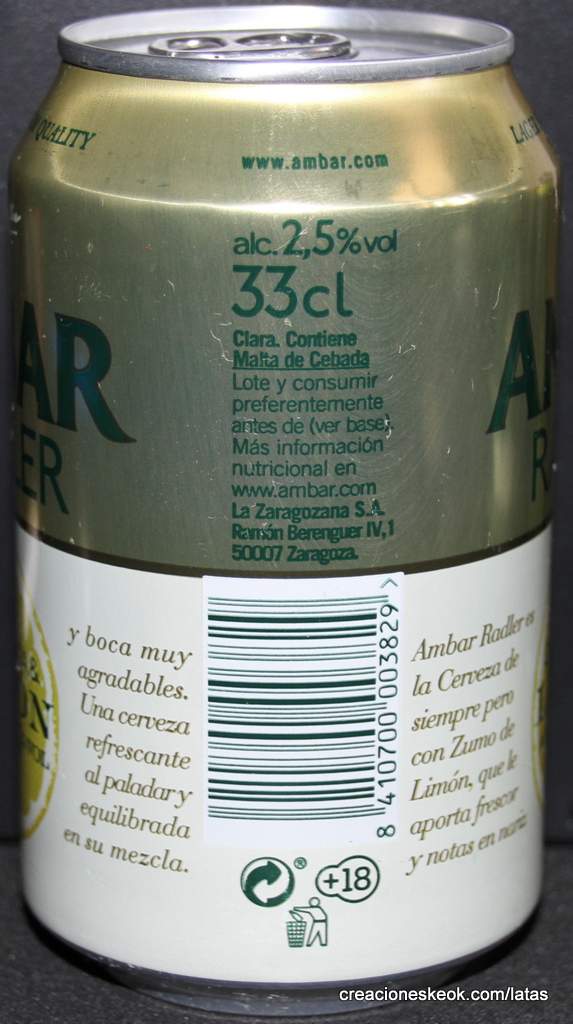 QUALITY
LAGER
www.ambar.com
alc. 2,5%vol
33cl
Clara. Contiene
Malta de Cebada
Lote y consumir
preferentemente
antes de (ver base).
Más información
nutricional en
www.ambar.com
La Zaragozana S.A.
Ramón Berenguer IV,1
50007 Zaragoza.
AR
ER
A
R
y boca muy
agradables.
Una cerveza
refrescante
al paladar y
equilibrada
en su mezcla.
8 410700 003829 >
Ambar Radler es
la Cerveza de
siempre pero
con Zumo de
Limón, que le
aporta frescor
y notas en nariz
&
ON
+18
creacioneskeok.com/latas